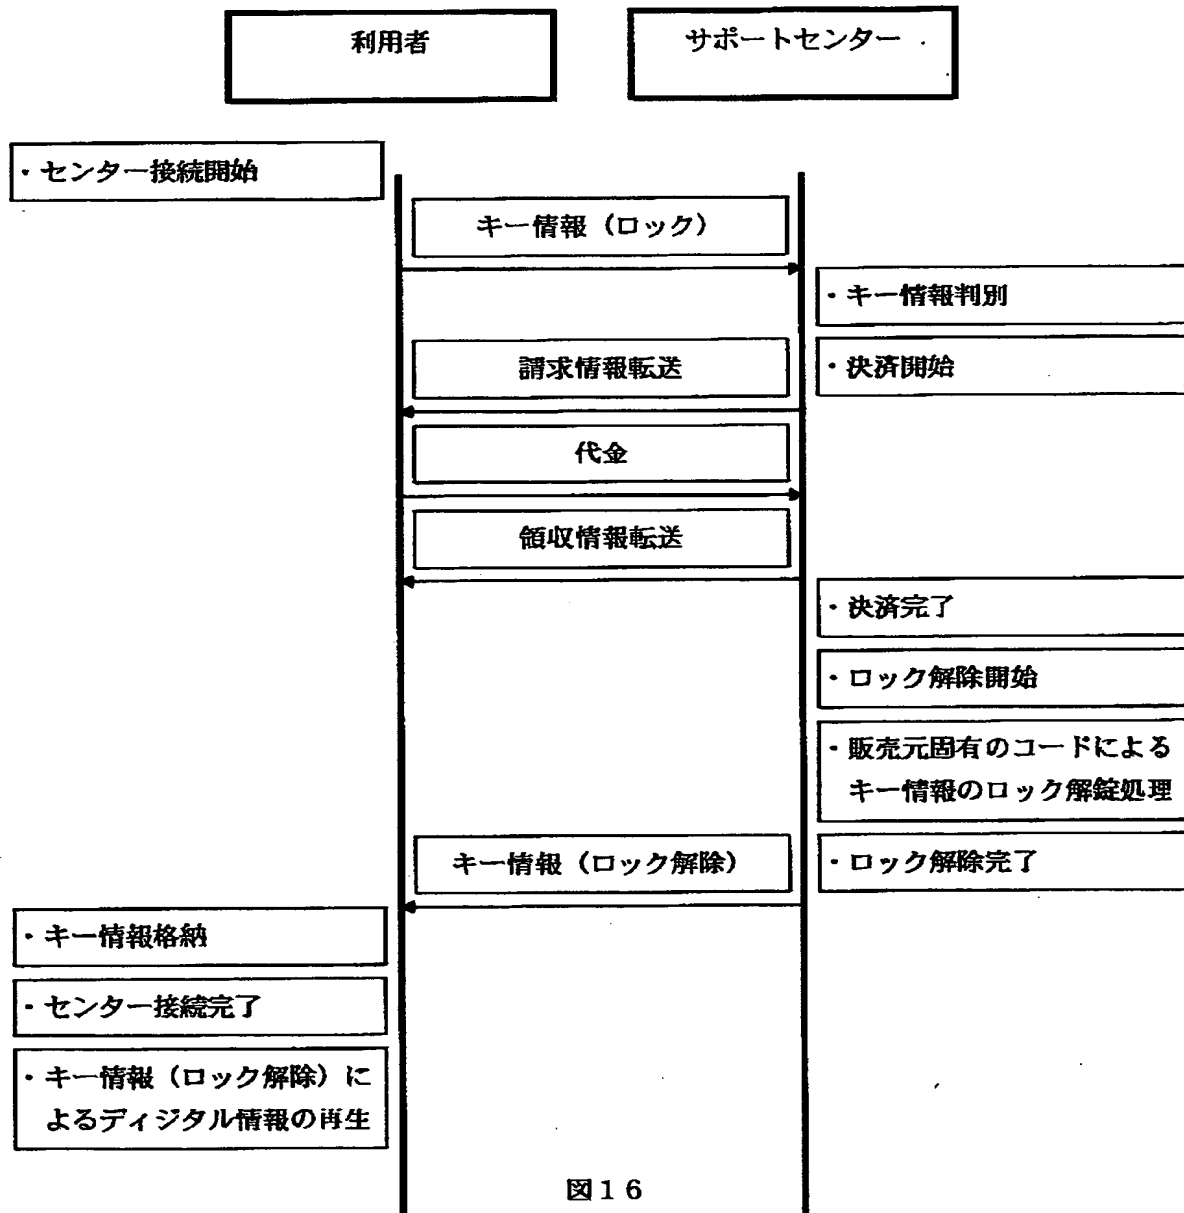 利用者
サポートセンター
・センター接続開始
キー情報（ロック）
・キー情報判別
請求情報転送
・決済開始
代金
領収情報転送
・決済完了
・ロック解除開始
・販売元固有のコードによる
キー情報のロック解錠処理
キー情報（ロック解除）
・ロック解除完了
・キー情報格納
・センター接続完了
・キー情報（ロック解除）に
よるディジタル情報の再生
図１６